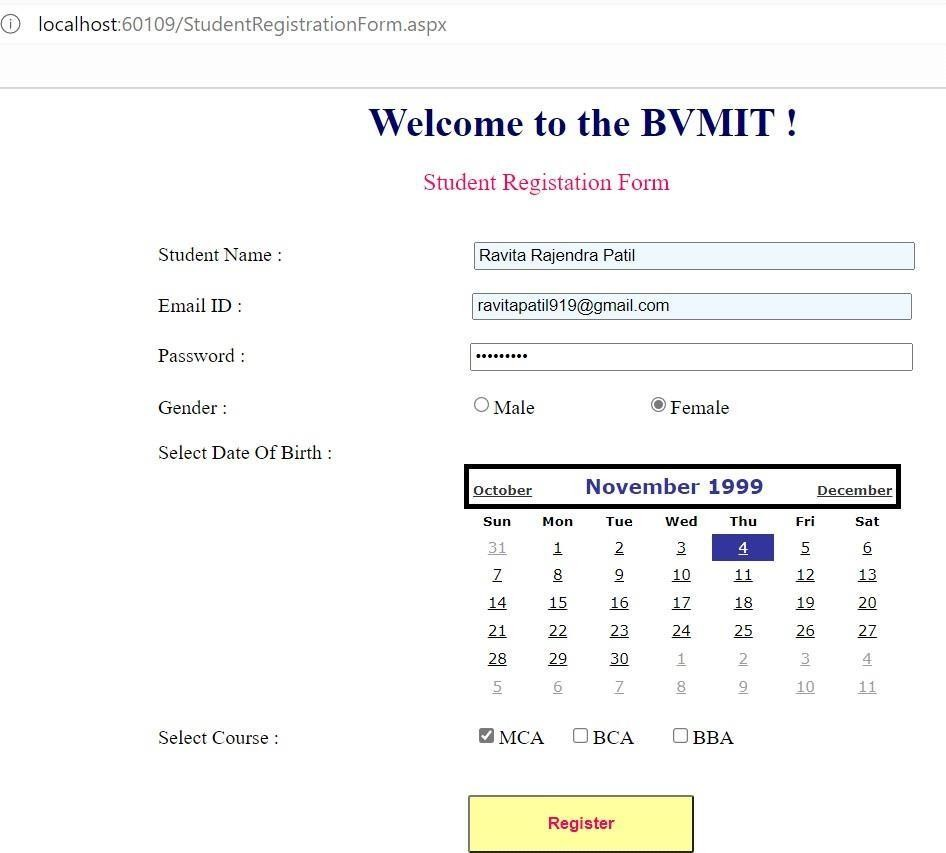 localhost:60109/StudentRegistrationForm.aspx
Welcome to the BVMIT !
Student Registation Form
Student Name : Ravita Rajendra Patil
Email ID : ravitapatil919@gmail.com
Password : •••••••••
Gender : Male Female
Select Date Of Birth :
October November 1999 December
Sun Mon Tue Wed Thu Fri Sat
31 1 2 3 4 5 6
7 8 9 10 11 12 13
14 15 16 17 18 19 20
21 22 23 24 25 26 27
28 29 30 1 2 3 4
5 6 7 8 9 10 11
Select Course : MCA BCA BBA
Register